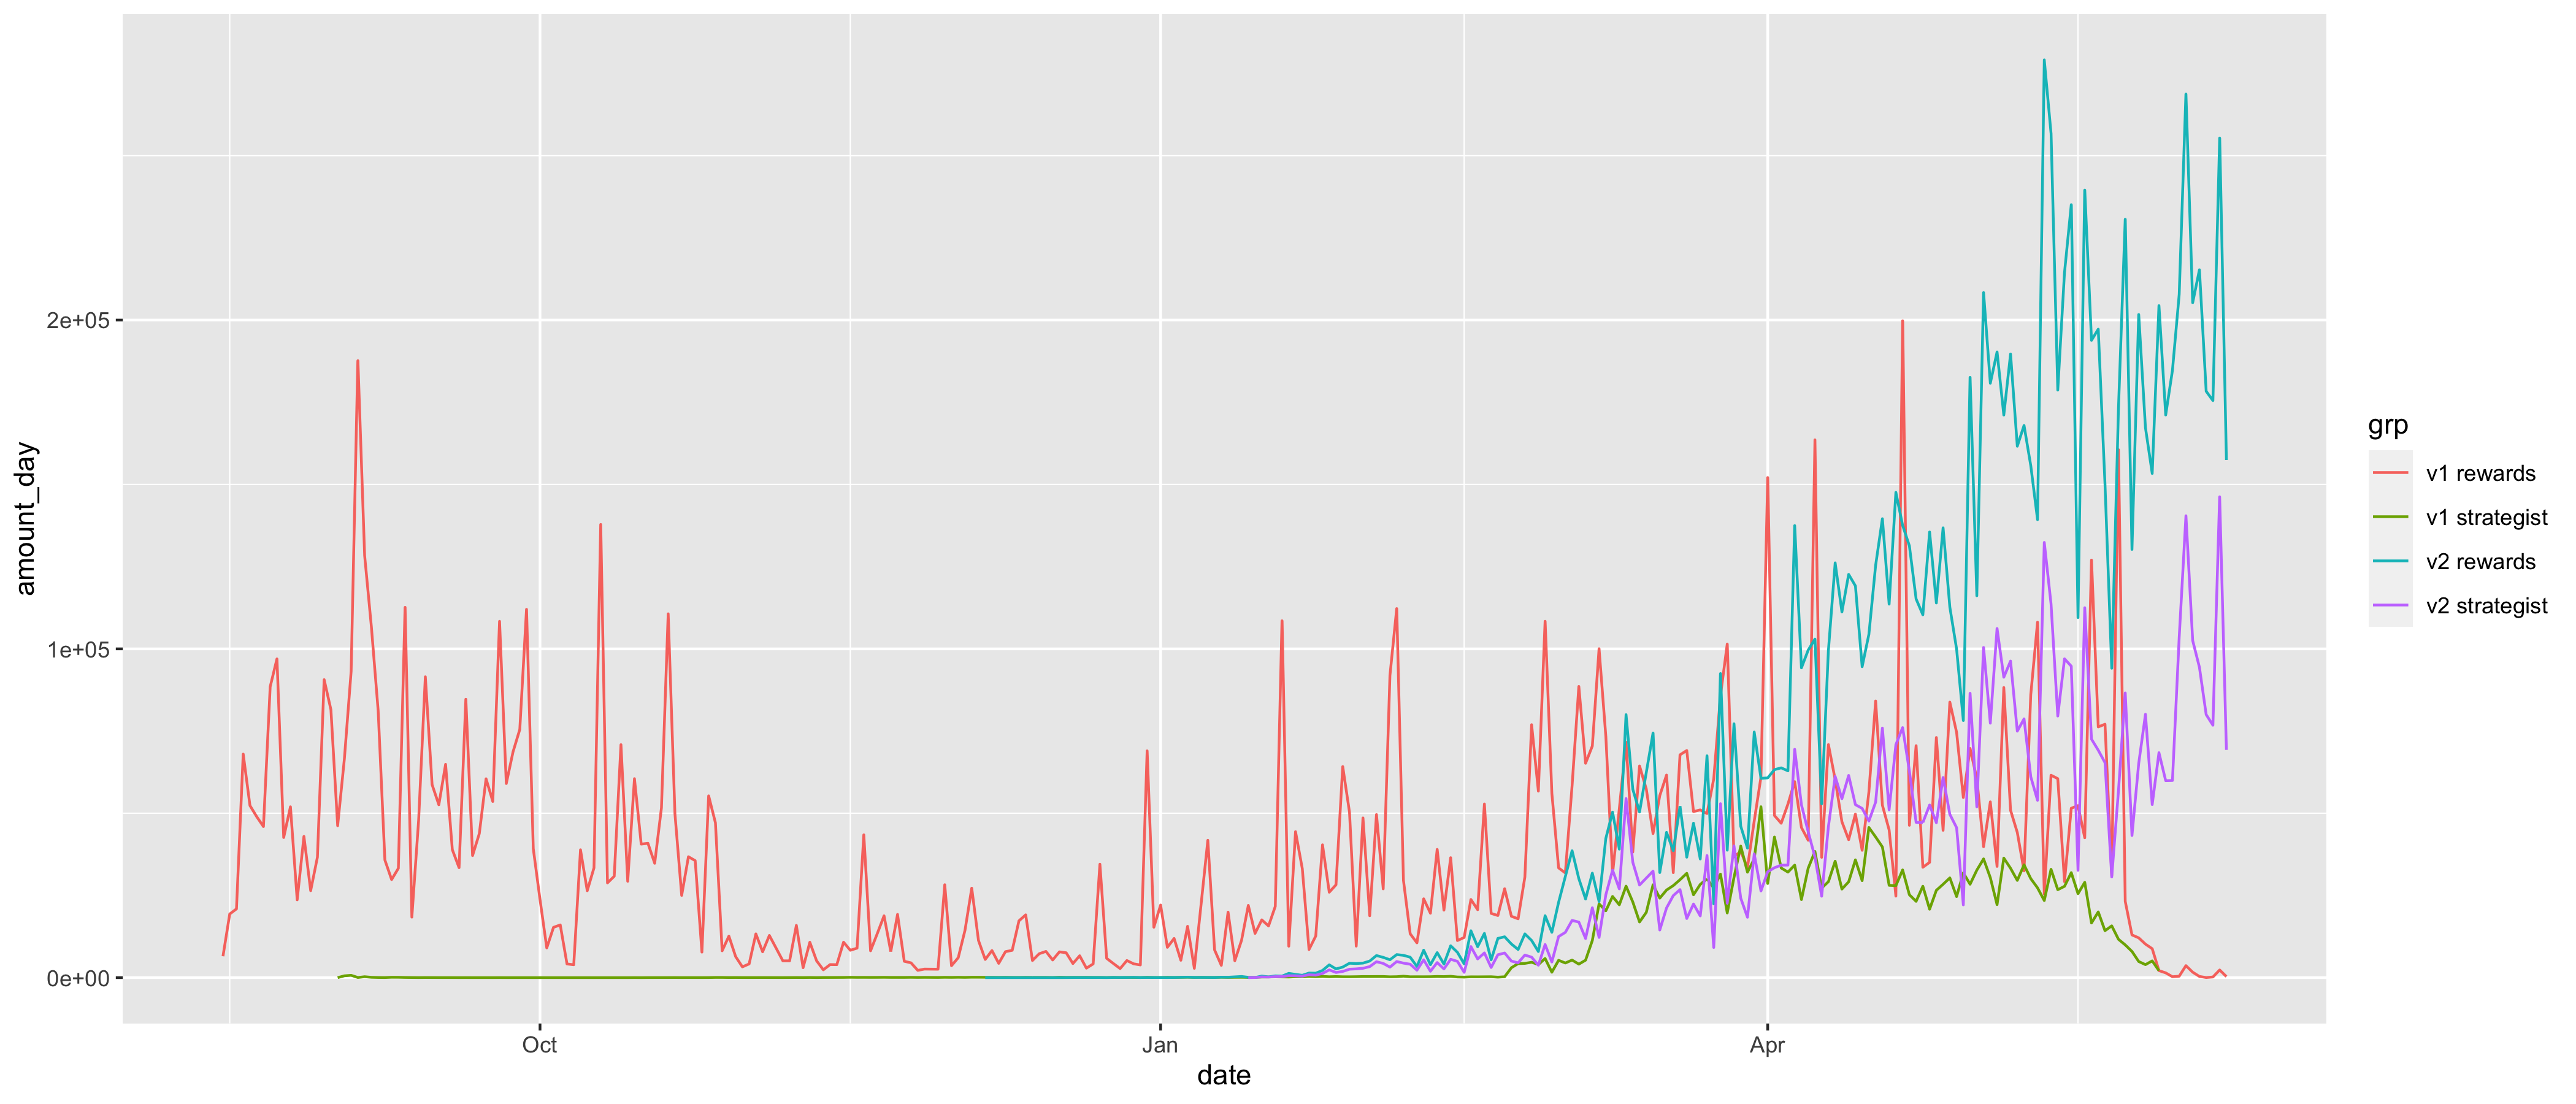 amount_day
2e+05
1e+05
0e+00
Oct
Jan
Apr
date
grp
v1 rewards
v1 strategist
v2 rewards
v2 strategist